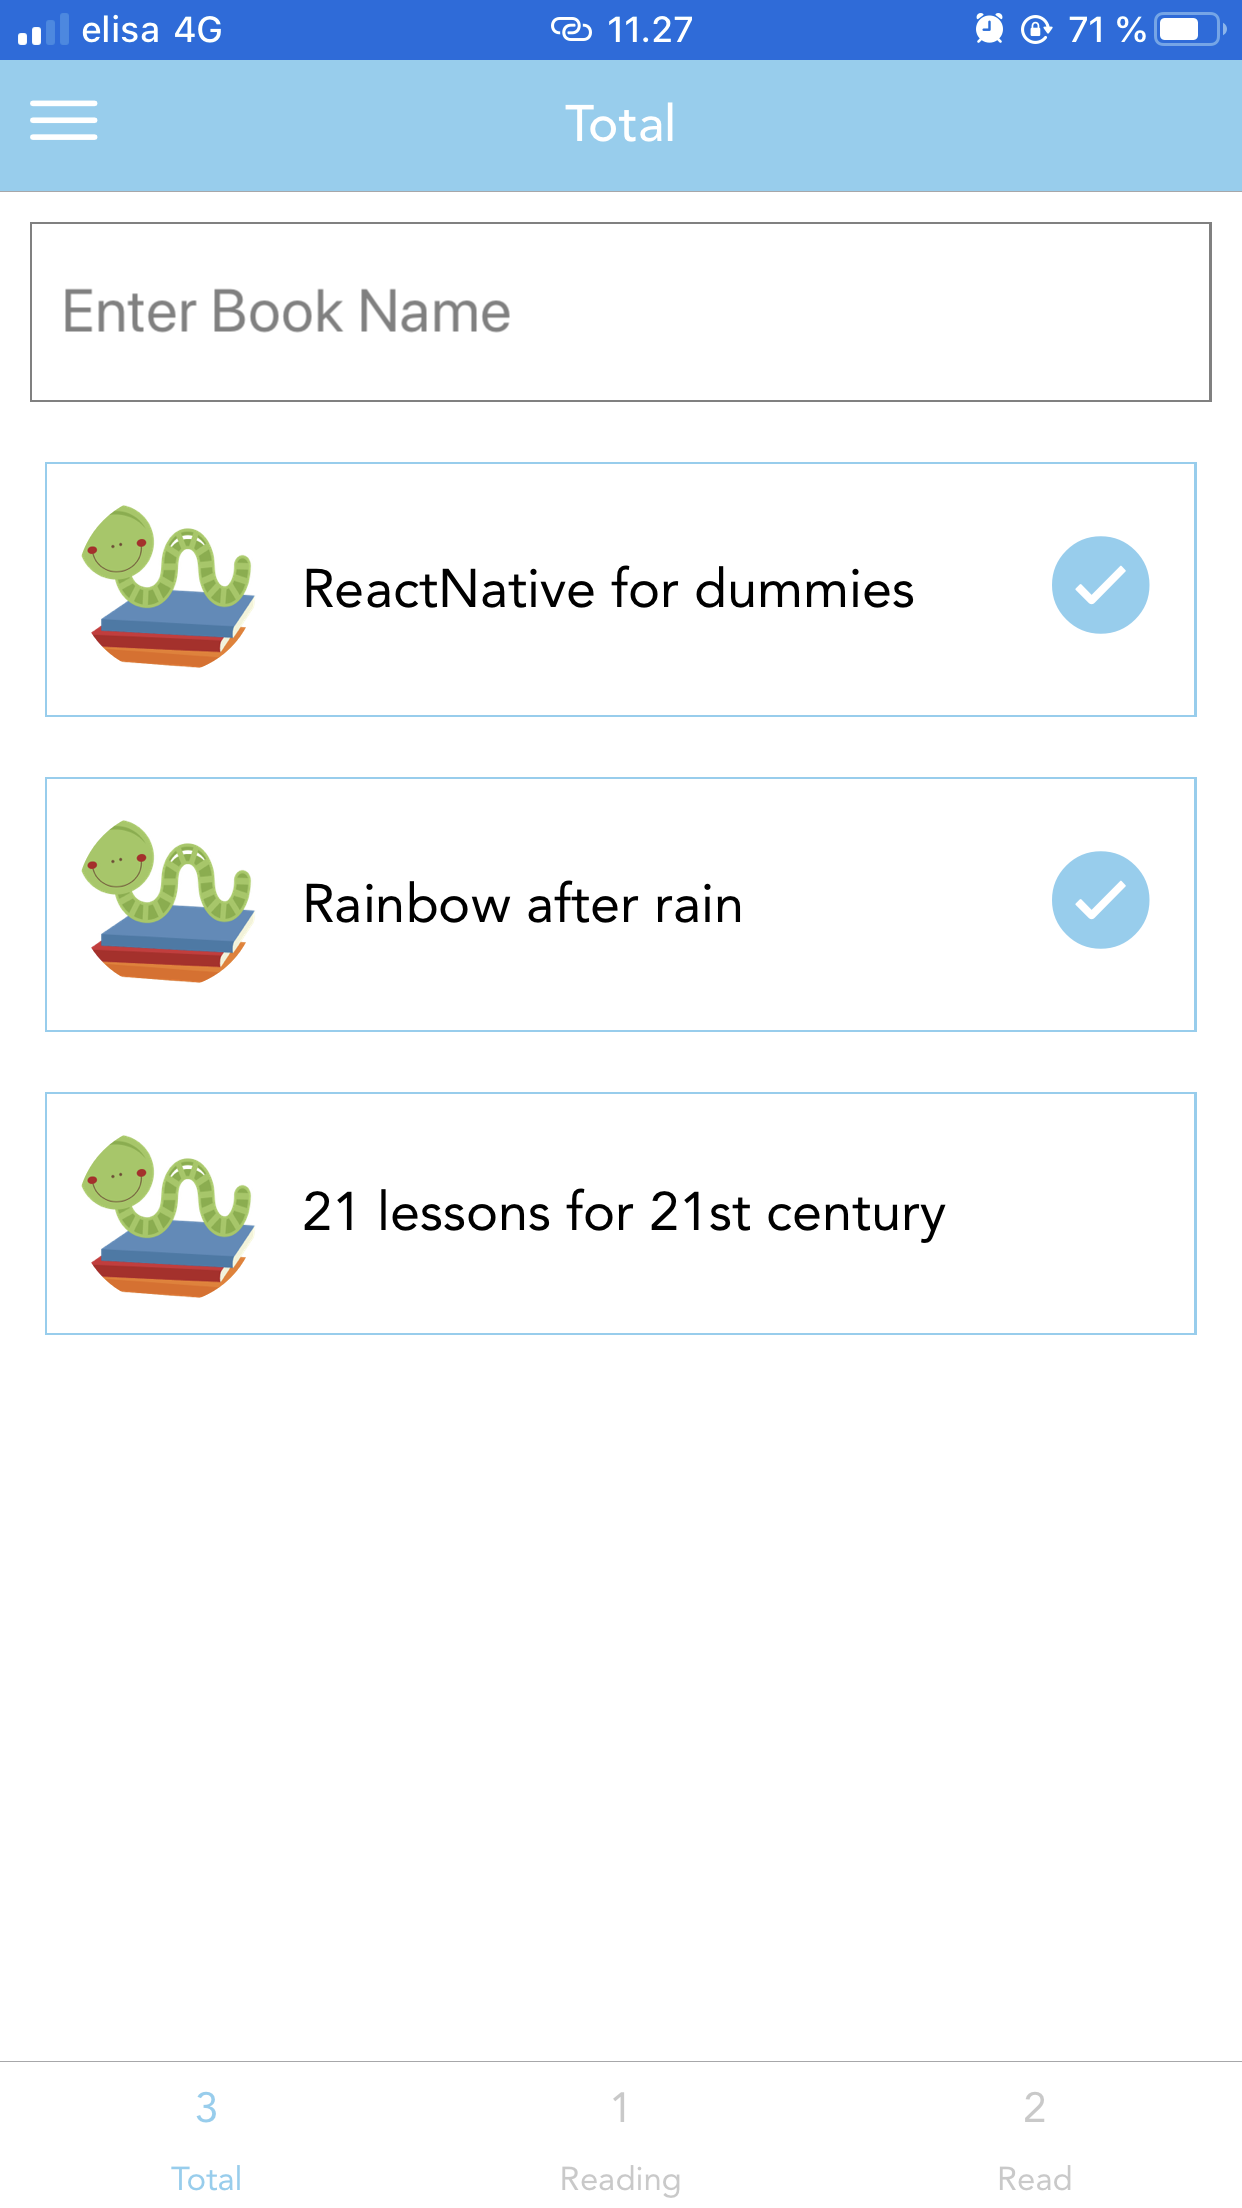 elisa 4G 11.27 71 %
Total
Enter Book Name
ReactNative for dummies
Rainbow after rain
21 lessons for 21st century
3 1 2
Total Reading Read